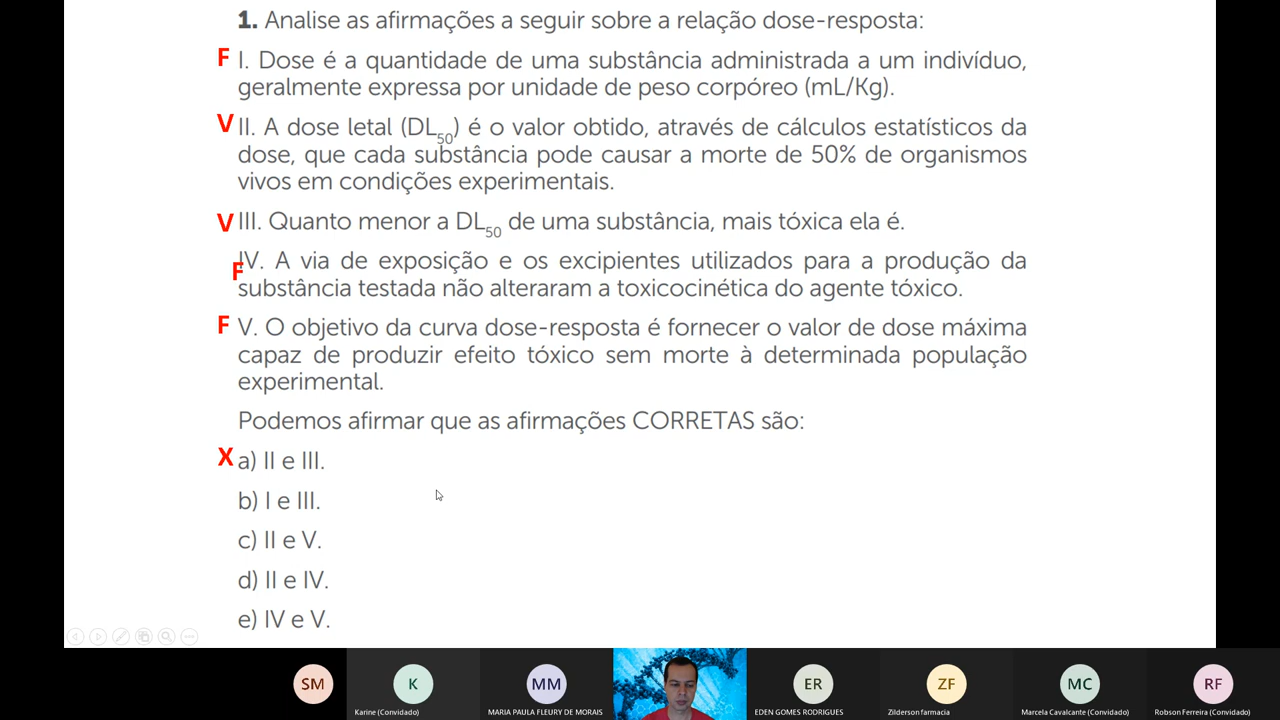 1. Analise as afirmações a seguir sobre a relação dose-resposta:
F I. Dose é a quantidade de uma substância administrada a um indivíduo,
geralmente expressa por unidade de peso corpóreo (mL/Kg).
V II. A dose letal (DL50) é o valor obtido, através de cálculos estatísticos da
dose, que cada substância pode causar a morte de 50% de organismos
vivos em condições experimentais.
V III. Quanto menor a DL50 de uma substância, mais tóxica ela é.
F IV. A via de exposição e os excipientes utilizados para a produção da
substância testada não alteraram a toxicocinética do agente tóxico.
F V. O objetivo da curva dose-resposta é fornecer o valor de dose máxima
capaz de produzir efeito tóxico sem morte à determinada população
experimental.
Podemos afirmar que as afirmações CORRETAS são:
X a) II e III.
b) I e III.
c) II e V.
d) II e IV.
e) IV e V.
SM K MM ER ZF MC RF
Karine (Convidado) MARIA PAULA FLEURY DE MORAIS EDEN GOMES RODRIGUES Zilderson farmacia Marcela Cavalcante (Convidado) Robson Ferreira (Convidado)